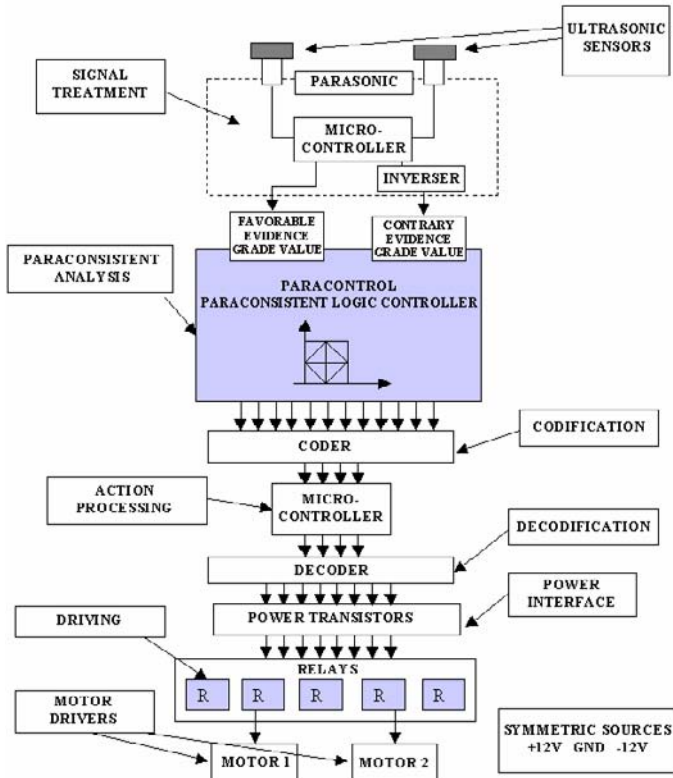 ULTRASONIC
SENSORS
SIGNAL
TREATMENT
PARASONIC
MICRO-
CONTROLLER
INVERSER
FAVORABLE
EVIDENCE
GRADE VALUE
CONTRARY
EVIDENCE
GRADE VALUE
PARACONSISTENT
ANALYSIS
PARACONTROL
PARACONSISTENT LOGIC CONTROLLER
CODIFICATION
CODER
ACTION
PROCESSING
MICRO-
CONTROLLER
DECODIFICATION
DECODER
POWER
INTERFACE
POWER TRANSISTORS
DRIVING
RELAYS
R R R R R
MOTOR
DRIVERS
MOTOR 1 MOTOR 2
SYMMETRIC SOURCES
+12V GND -12V